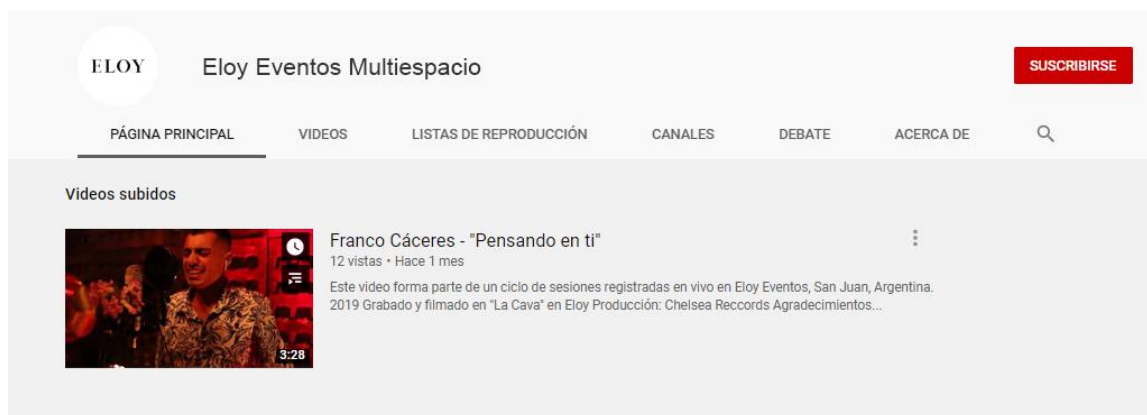 ELOY
Eloy Eventos Multiespacio
SUSCRIBIRSE
PÁGINA PRINCIPAL VIDEOS LISTAS DE REPRODUCCIÓN CANALES DEBATE ACERCA DE
Videos subidos
Franco Cáceres - "Pensando en ti"
12 vistas • Hace 1 mes
Este video forma parte de un ciclo de sesiones registradas en vivo en Eloy Eventos, San Juan, Argentina.
2019 Grabado y filmado en "La Cava" en Eloy Producción: Chelsea Reccords Agradecimientos...
3:28